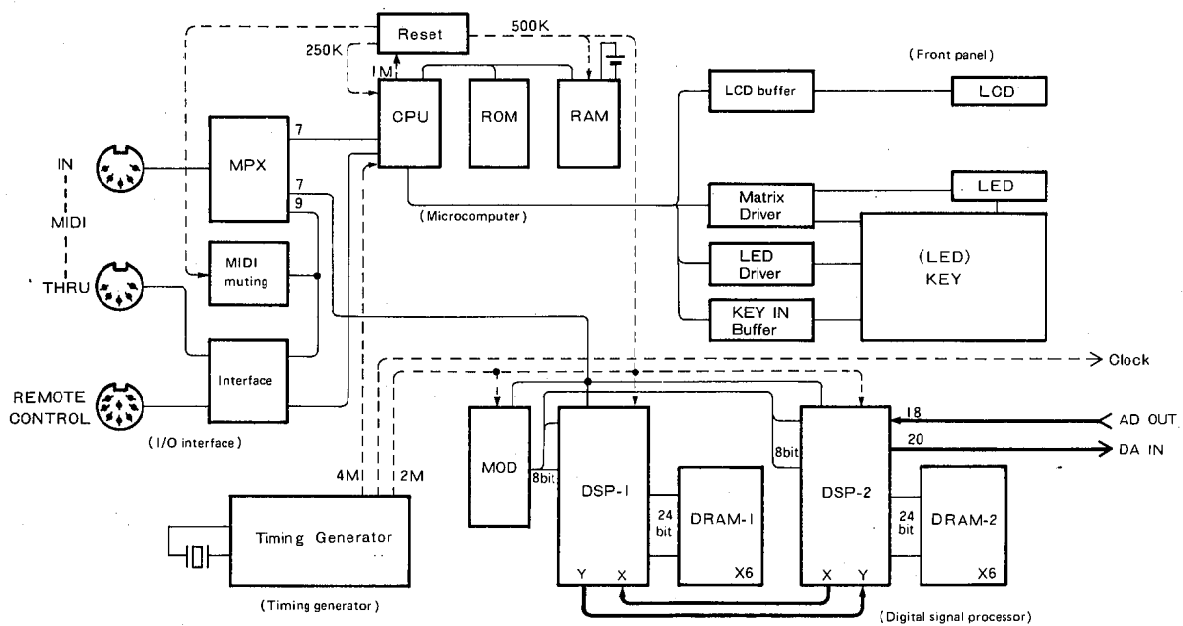 Reset
500K
250K
1M
(Front panel)
LCD buffer
LCD
CPU
ROM
RAM
7
MPX
IN
7
9
LED
Matrix
Driver
(Microcomputer)
MIDI
(LED)
KEY
MIDI
muting
LED
Driver
THRU
KEY IN
Buffer
Clock
Interface
REMOTE
CONTROL
18
AD OUT
20
DA IN
(I/O interface)
MOD
8bit
8bit
4M
2M
DSP-1
DSP-2
24
bit
DRAM-1
24
bit
DRAM-2
Timing Generator
Y
X
X6
X
Y
X6
(Timing generator)
(Digital signal processor)